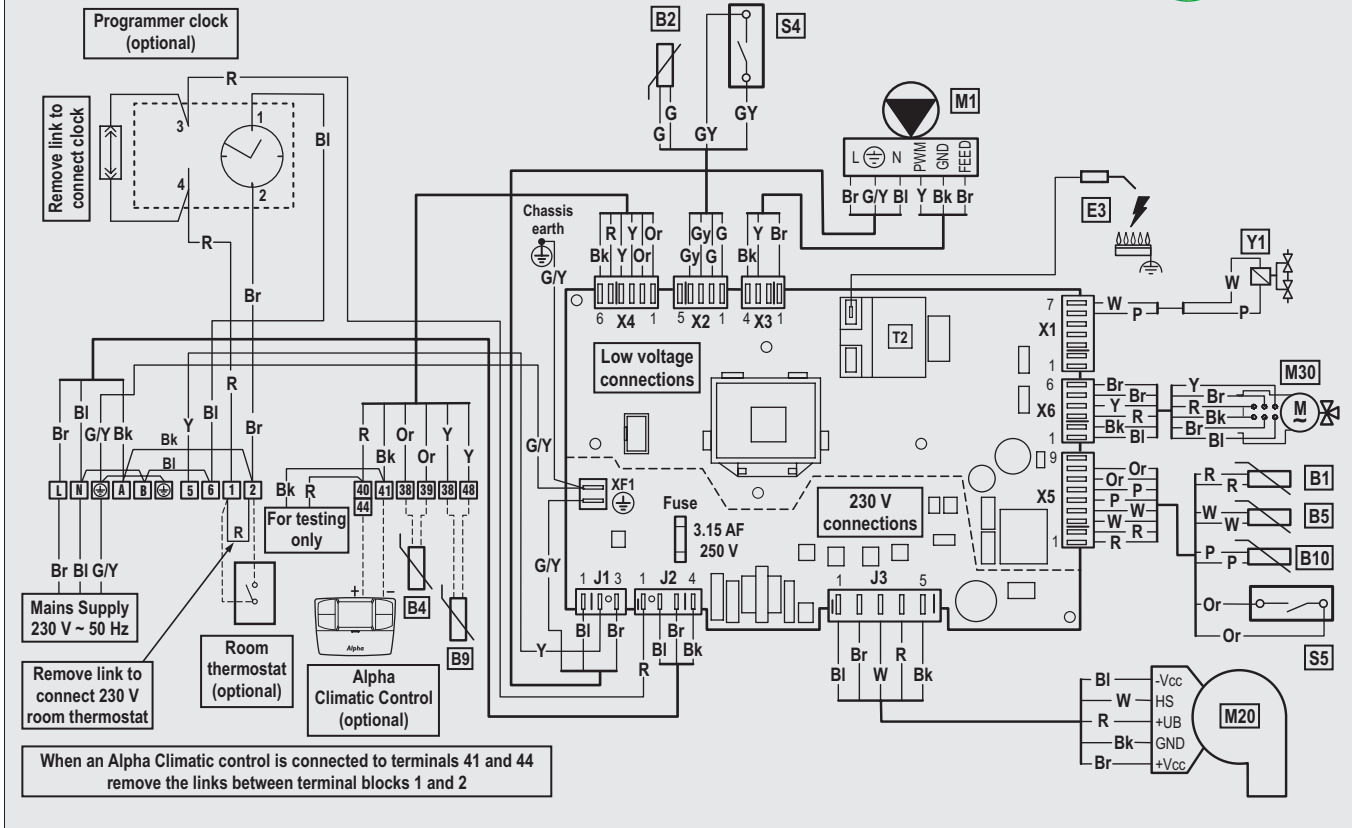 Programmer clock
(optional)
Remove link to
connect clock
R
3
4
1
2
Bl
R
Br
B2
S4
G
G
GY
GY
M1
L
N
PWM
GND
FEED
Br G/Y Bl
Y Bk Br
E3
Y1
W
P
Chassis
earth
G/Y
R Y Or
Bk Y Or
6 X4 1
Gy G
Gy G
5 X2 1
Y Br
Bk
4 X3 1
T2
Low voltage
connections
7
X1
1
W
P
6
X6
1
Br
Br
Y
R
Bk
Bl
Y
Br
R
Bk
Br
Bl
M30
M
~
9
X5
1
Or
Or
P
P
W
W
R
R
R
R
B1
W
W
B5
P
P
B10
Or
Or
S5
Br
Bl
G/Y
Bk
R
Y
Bl
Br
Bk
Bl
L N A B 5 6 1 2
R
Bk
Or
Or
Y
Y
Bk R
40 41 38 39 38 48
44
For testing
only
R
G/Y
XF1
G/Y
Fuse
3.15 AF
250 V
230 V
connections
1 J1 3
1 J2 4
1 J3 5
Bl Br
Y
R
Br
Bl Bk
Br R
Bl W Bk
Br Bl G/Y
Mains Supply
230 V ~ 50 Hz
Room
thermostat
(optional)
Remove link to
connect 230 V
room thermostat
+ −
Alpha
Alpha
Climatic Control
(optional)
B4
B9
Bl -Vcc
W HS
R +UB
Bk GND
Br +Vcc
M20
When an Alpha Climatic control is connected to terminals 41 and 44
remove the links between terminal blocks 1 and 2